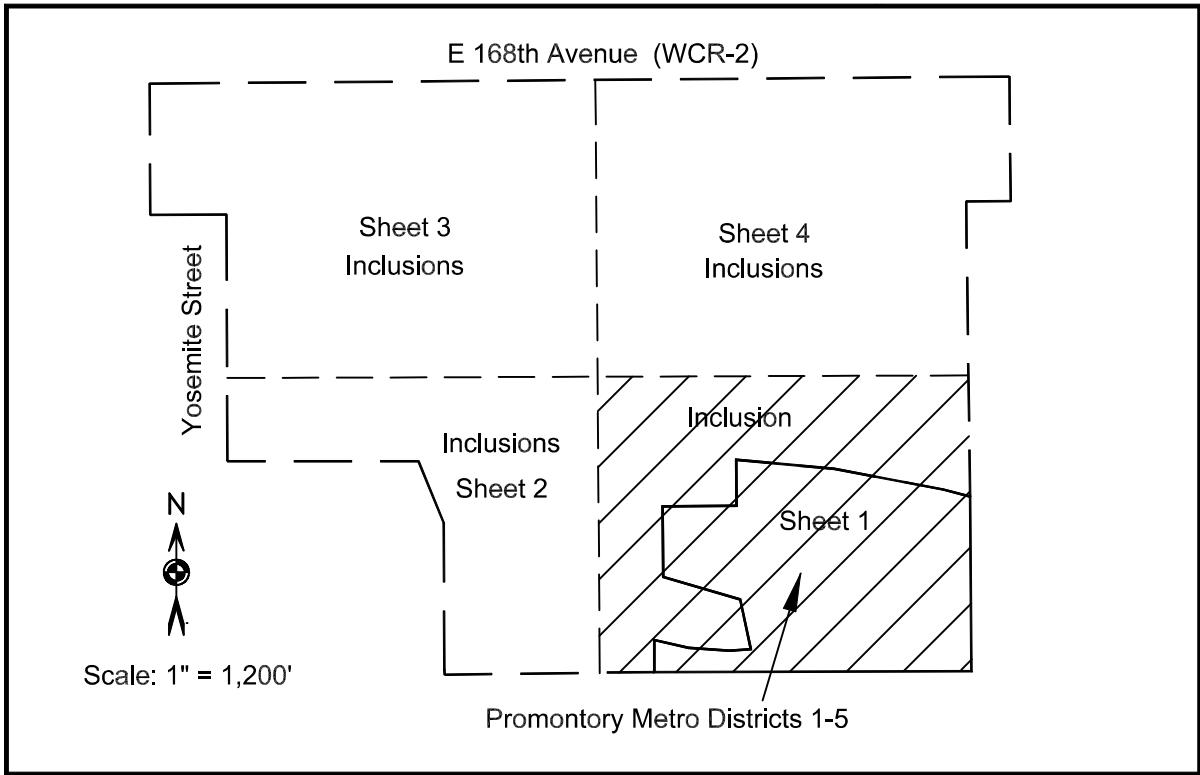 E 168th Avenue (WCR-2)
Sheet 3
Inclusions
Sheet 4
Inclusions
Yosemite Street
Inclusions
Sheet 2
Inclusion
Sheet 1
N
Scale: 1" = 1,200'
Promontory Metro Districts 1-5